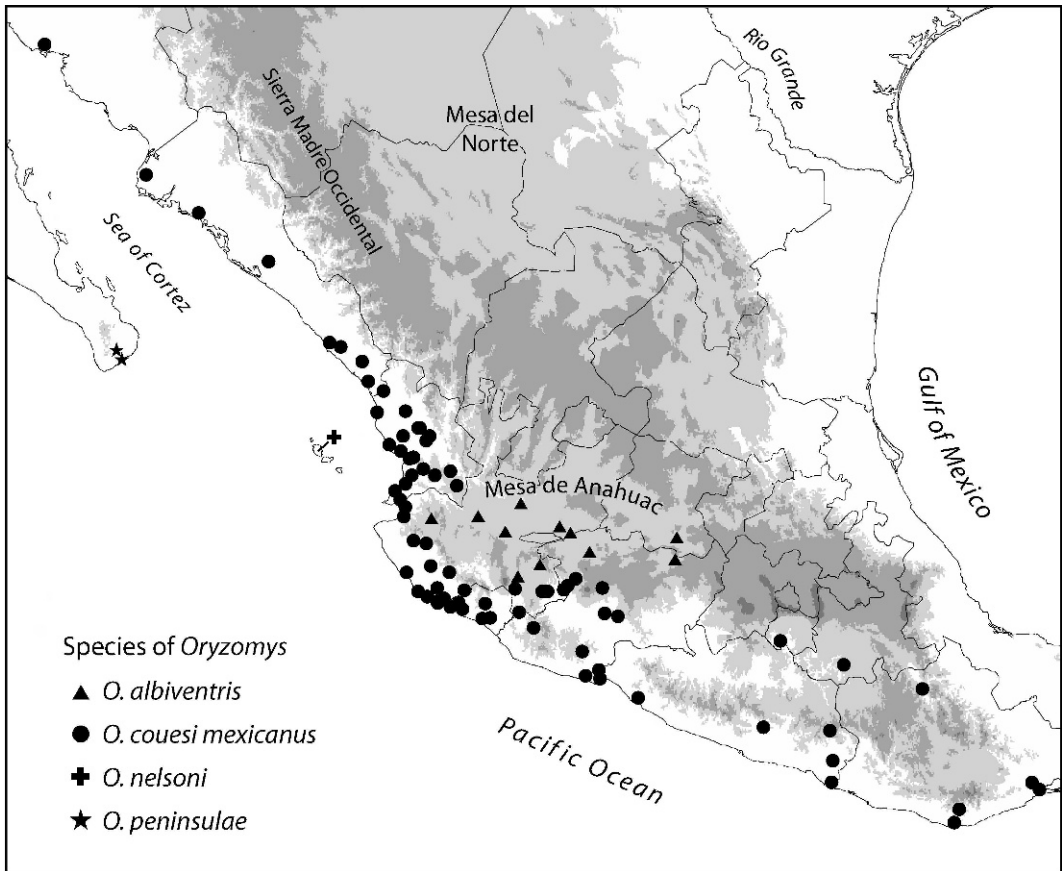 Rio Grande
Sierra Madre Occidental
Mesa del
Norte
Sea of Cortez
Gulf of Mexico
Mesa de Anahuac
Pacific Ocean
Species of Oryzomys
O. albiventris
O. couesi mexicanus
O. nelsoni
O. peninsulae